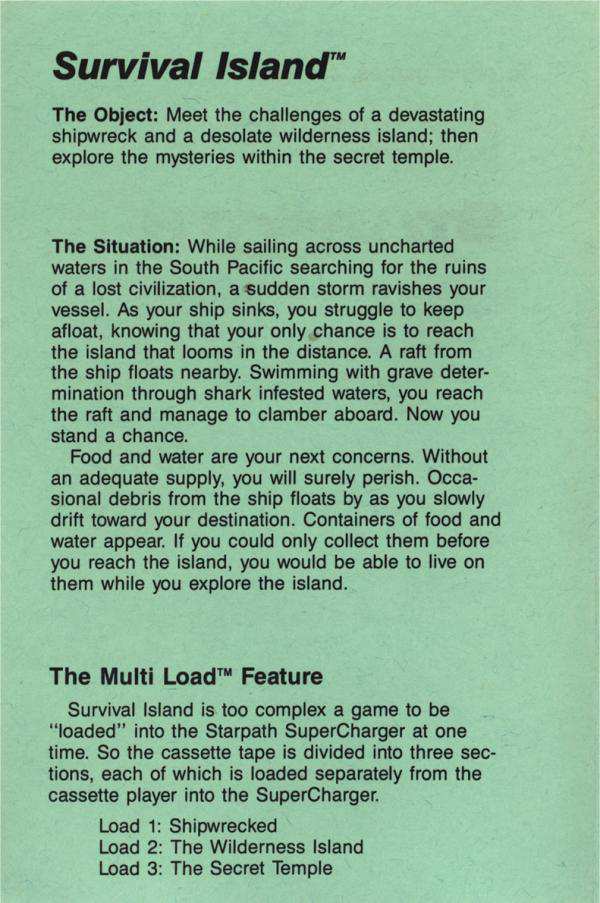 Survival Island™
The Object: Meet the challenges of a devastating
shipwreck and a desolate wilderness island; then
explore the mysteries within the secret temple.
The Situation: While sailing across uncharted
waters in the South Pacific searching for the ruins
of a lost civilization, a sudden storm ravishes your
vessel. As your ship sinks, you struggle to keep
afloat, knowing that your only chance is to reach
the island that looms in the distance. A raft from
the ship floats nearby. Swimming with grave deter-
mination through shark infested waters, you reach
the raft and manage to clamber aboard. Now you
stand a chance.
Food and water are your next concerns. Without
an adequate supply, you will surely perish. Occa-
sional debris from the ship floats by as you slowly
drift toward your destination. Containers of food and
water appear. If you could only collect them before
you reach the island, you would be able to live on
them while you explore the island.
The Multi Load™ Feature
Survival Island is too complex a game to be
“loaded” into the Starpath SuperCharger at one
time. So the cassette tape is divided into three sec-
tions, each of which is loaded separately from the
cassette player into the SuperCharger.
Load 1: Shipwrecked
Load 2: The Wilderness Island
Load 3: The Secret Temple